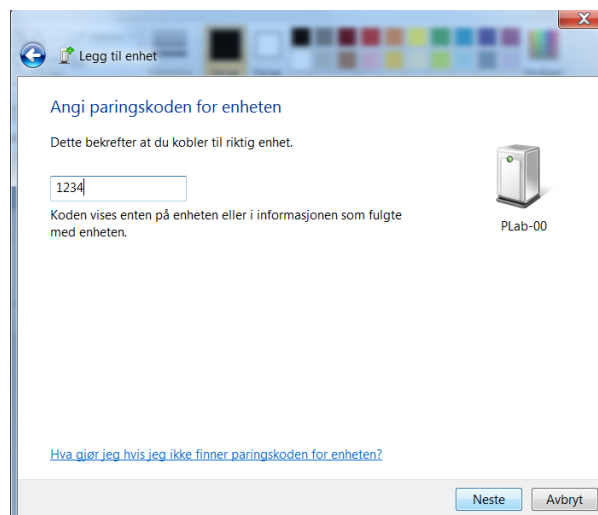 Legg til enhet
Angi paringskoden for enheten
Dette bekrefter at du kobler til riktig enhet.
1234
Koden vises enten på enheten eller i informasjonen som fulgte
med enheten.
PLab-00
Hva gjør jeg hvis jeg ikke finner paringskoden for enheten?
Neste
Avbryt